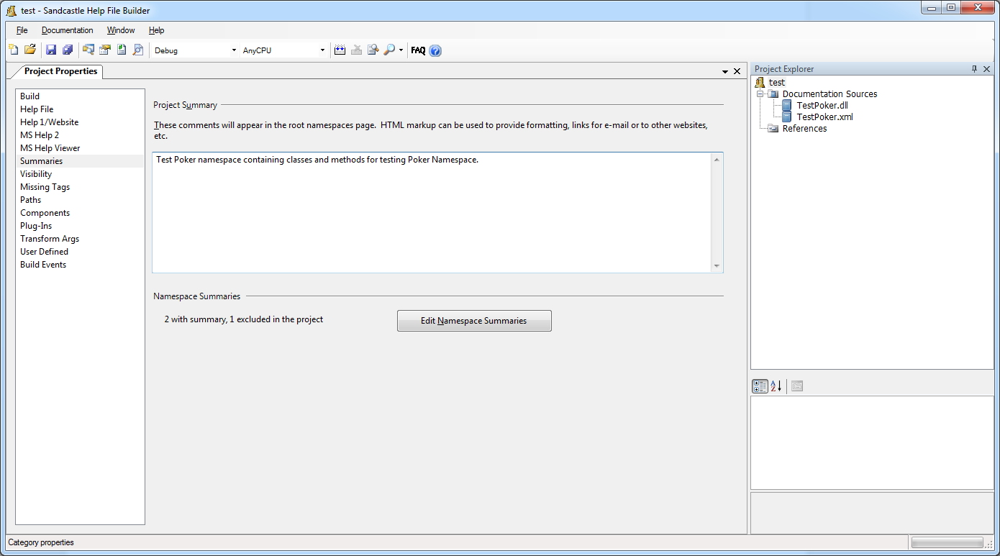 test - Sandcastle Help File Builder
File Documentation Window Help
Debug AnyCPU FAQ ?
Project Properties
Project Explorer
Build
Help File
Help 1/Website
MS Help 2
MS Help Viewer
Summaries
Visibility
Missing Tags
Paths
Components
Plug-Ins
Transform Args
User Defined
Build Events
Project Summary
These comments will appear in the root namespaces page.  HTML markup can be used to provide formatting, links for e-mail or to other websites,
etc.
Test Poker namespace containing classes and methods for testing Poker Namespace.
Namespace Summaries
2 with summary, 1 excluded in the project
Edit Namespace Summaries
test
Documentation Sources
TestPoker.dll
TestPoker.xml
References
A
Z
Category properties